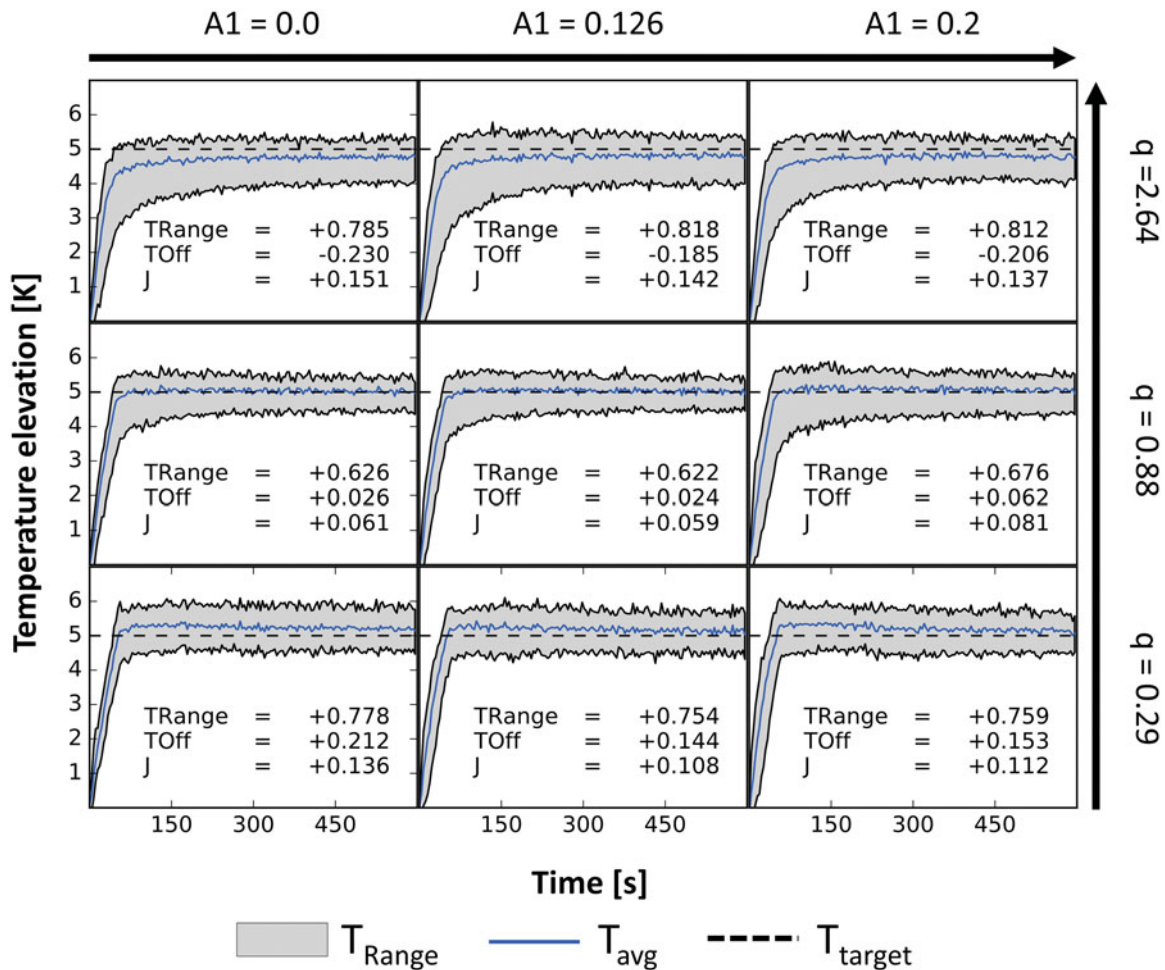 A1 = 0.0 A1 = 0.126 A1 = 0.2
Temperature elevation [K]
6
5
4
3
2
1
TRange = +0.785
TOff = -0.230
J = +0.151
TRange = +0.818
TOff = -0.185
J = +0.142
TRange = +0.812
TOff = -0.206
J = +0.137
q =2.64
6
5
4
3
2
1
TRange = +0.626
TOff = +0.026
J = +0.061
TRange = +0.622
TOff = +0.024
J = +0.059
TRange = +0.676
TOff = +0.062
J = +0.081
q = 0.88
6
5
4
3
2
1
TRange = +0.778
TOff = +0.212
J = +0.136
TRange = +0.754
TOff = +0.144
J = +0.108
TRange = +0.759
TOff = +0.153
J = +0.112
q = 0.29
150 300 450 150 300 450 150 300 450
Time [s]
TRange Tavg Ttarget